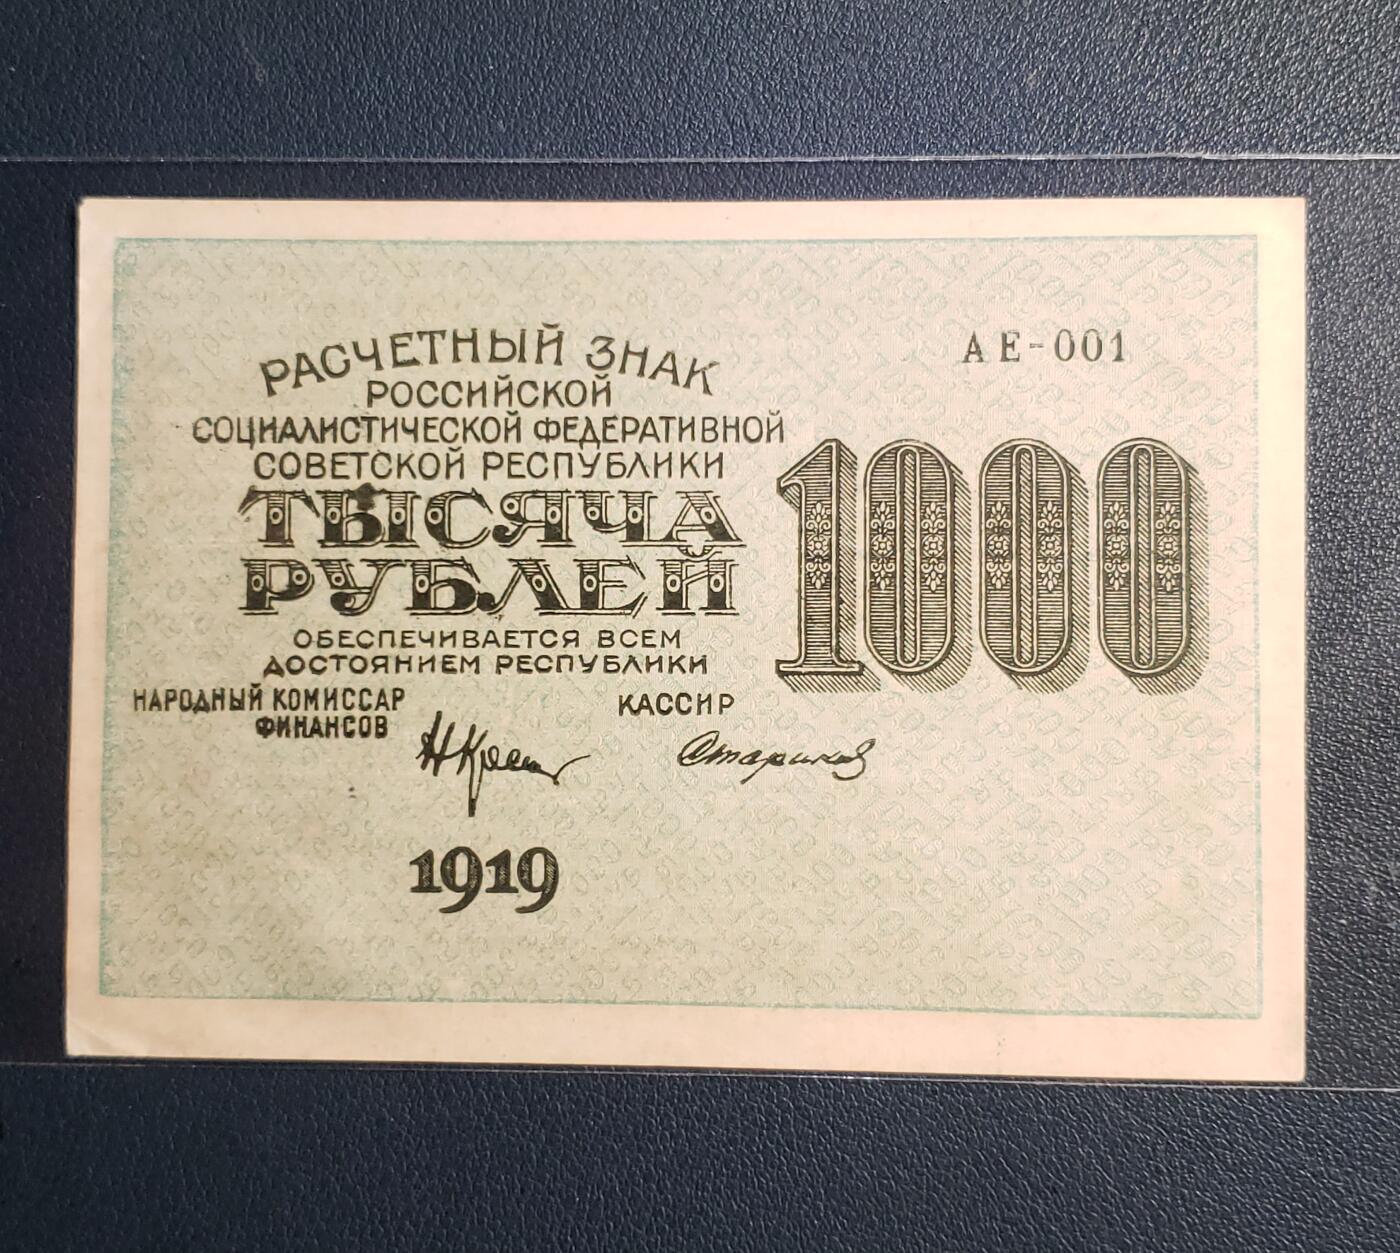 РАСЧЕТНЫЙ ЗНАК
РОССИЙСКОЙ
СОЦИАЛИСТИЧЕСКОЙ ФЕДЕРАТИВНОЙ
СОВЕТСКОЙ РЕСПУБЛИКИ
ТЫСЯЧА
РУБЛЕЙ
ОБЕСПЕЧИВАЕТСЯ ВСЕМ
ДОСТОЯНИЕМ РЕСПУБЛИКИ
НАРОДНЫЙ КОМИССАР
ФИНАНСОВ
КАССИР
Стариков
1919
АЕ-001
1000